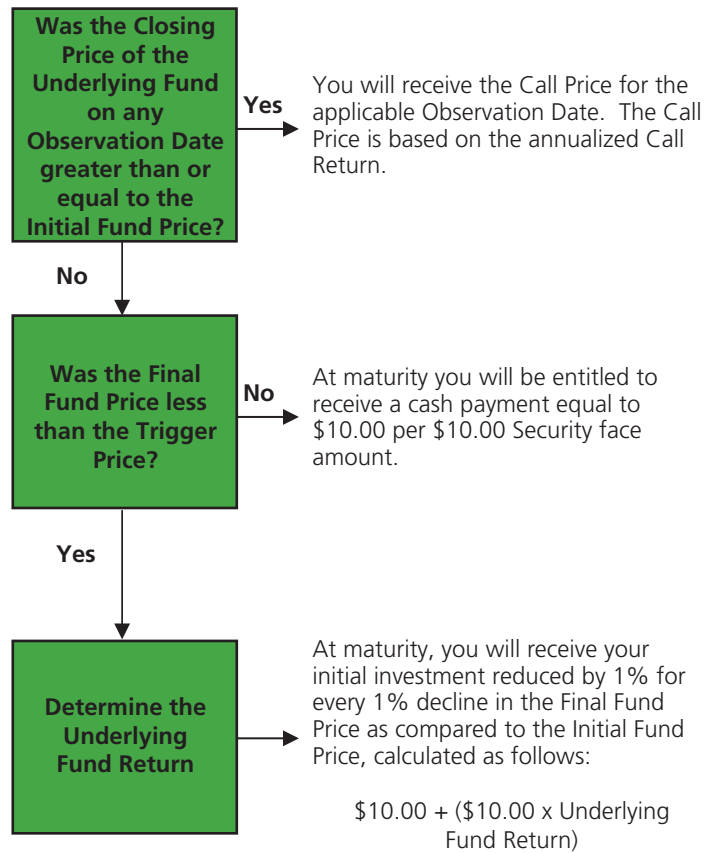 Was the Closing
Price of the
Underlying Fund
on any
Observation Date
greater than or
equal to the
Initial Fund Price?
Yes
You will receive the Call Price for the
applicable Observation Date.  The Call
Price is based on the annualized Call
Return.
No
Was the Final
Fund Price less
than the Trigger
Price?
No
At maturity you will be entitled to
receive a cash payment equal to
$10.00 per $10.00 Security face
amount.
Yes
Determine the
Underlying
Fund Return
At maturity, you will receive your
initial investment reduced by 1% for
every 1% decline in the Final Fund
Price as compared to the Initial Fund
Price, calculated as follows:
$10.00 + ($10.00 x Underlying
Fund Return)